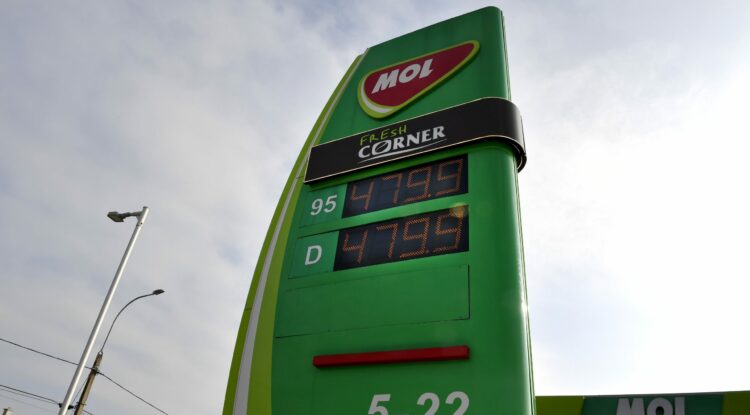 MOL
FRESH
CORNER
95 479.9
D 479.9
5 - 22
MOL